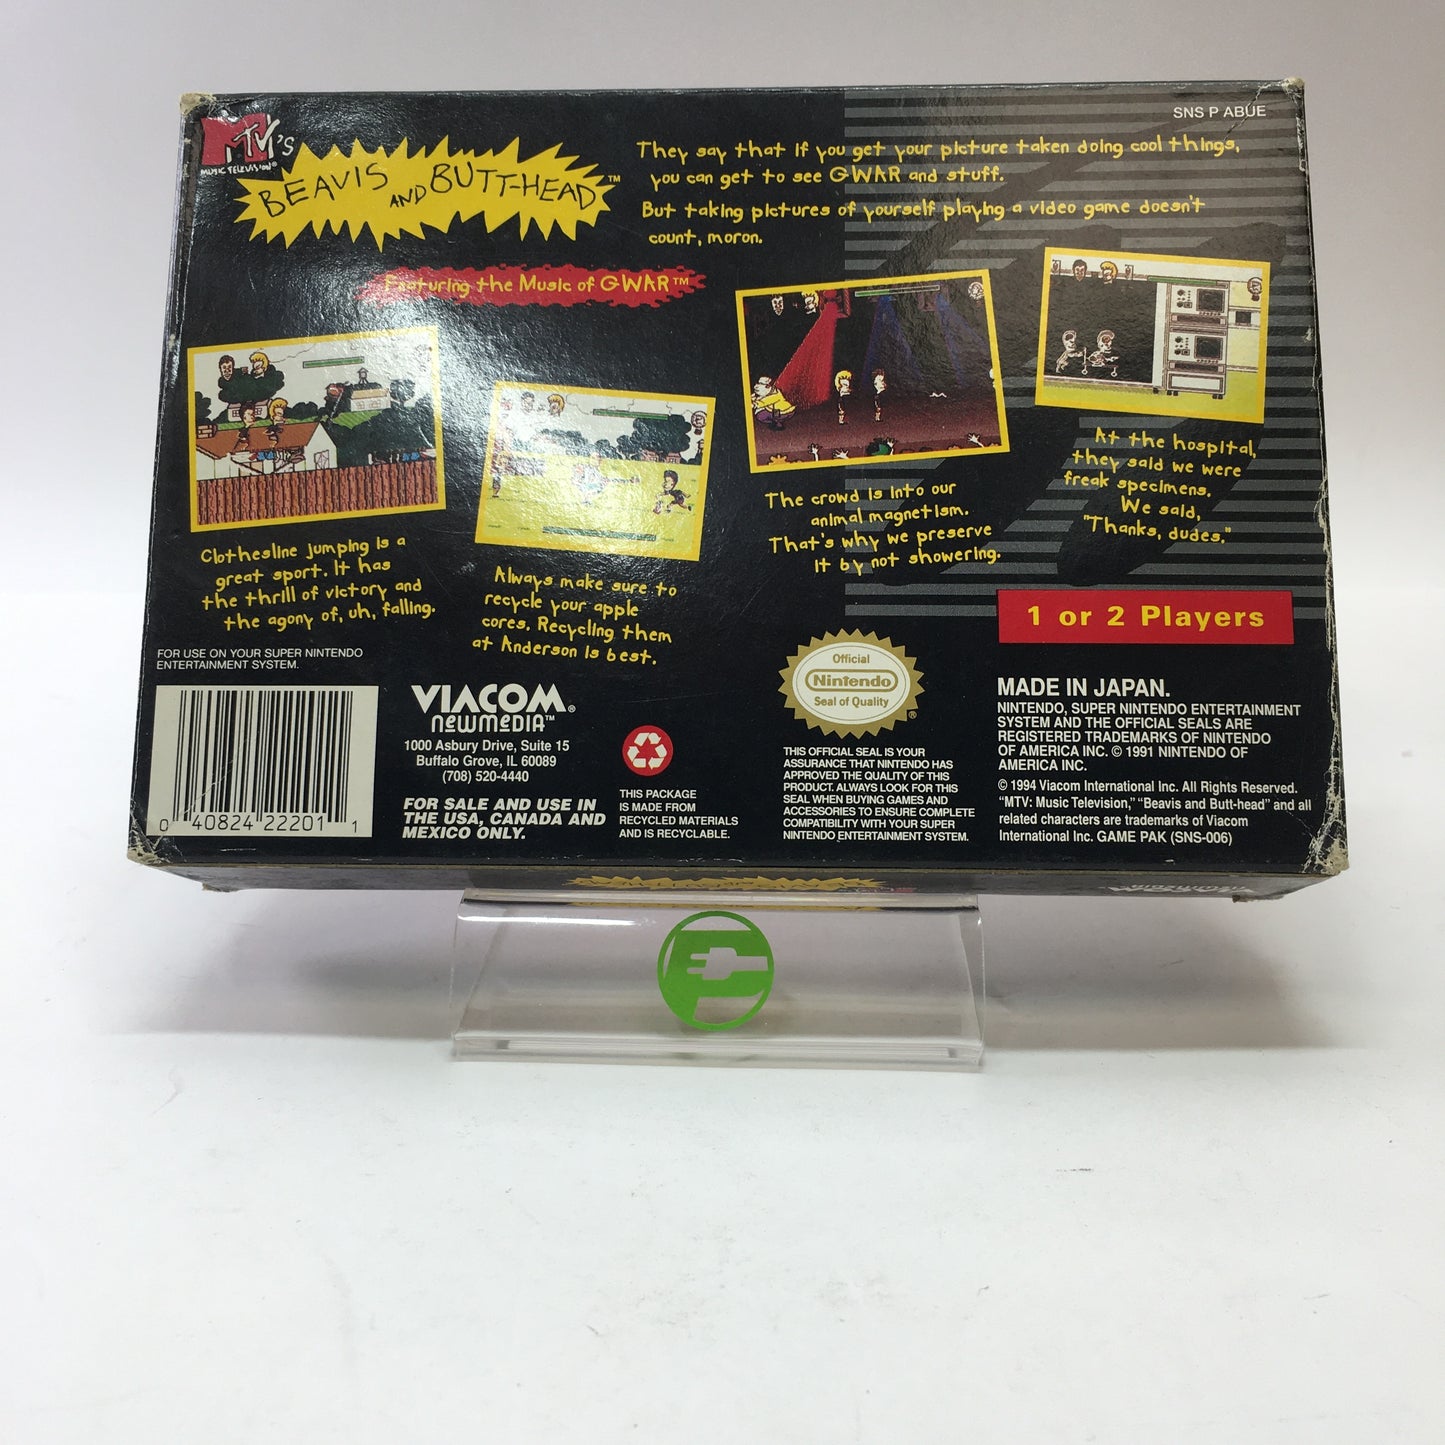 SNS P ABUE
MTV's
MUSIC TELEVISION®
BEAVIS AND BUTT-HEAD™
They say that if you get your picture taken doing cool things,
you can get to see GWAR and stuff.
But taking pictures of yourself playing a video game doesn't
count, moron.
Featuring the Music of GWAR™
Clothesline jumping is a
great sport. It has
the thrill of victory and
the agony of, uh, falling.
Always make sure to
recycle your apple
cores. Recycling them
at Anderson is best.
The crowd is into our
animal magnetism.
That's why we preserve
it by not showering.
At the hospital,
they said we were
freak specimens.
We said,
"Thanks, dudes."
1 or 2 Players
FOR USE ON YOUR SUPER NINTENDO
ENTERTAINMENT SYSTEM.
0 40824 22201 1
VIACOM®
newmedia™
1000 Asbury Drive, Suite 15
Buffalo Grove, IL 60089
(708) 520-4440
FOR SALE AND USE IN
THE USA, CANADA AND
MEXICO ONLY.
THIS PACKAGE
IS MADE FROM
RECYCLED MATERIALS
AND IS RECYCLABLE.
Official
Nintendo
Seal of Quality
®
THIS OFFICIAL SEAL IS YOUR
ASSURANCE THAT NINTENDO HAS
APPROVED THE QUALITY OF THIS
PRODUCT. ALWAYS LOOK FOR THIS
SEAL WHEN BUYING GAMES AND
ACCESSORIES TO ENSURE COMPLETE
COMPATIBILITY WITH YOUR SUPER
NINTENDO ENTERTAINMENT SYSTEM.
MADE IN JAPAN.
NINTENDO, SUPER NINTENDO ENTERTAINMENT
SYSTEM AND THE OFFICIAL SEALS ARE
REGISTERED TRADEMARKS OF NINTENDO
OF AMERICA INC. © 1991 NINTENDO OF
AMERICA INC.
© 1994 Viacom International Inc. All Rights Reserved.
"MTV: Music Television," "Beavis and Butt-head" and all
related characters are trademarks of Viacom
International Inc. GAME PAK (SNS-006)